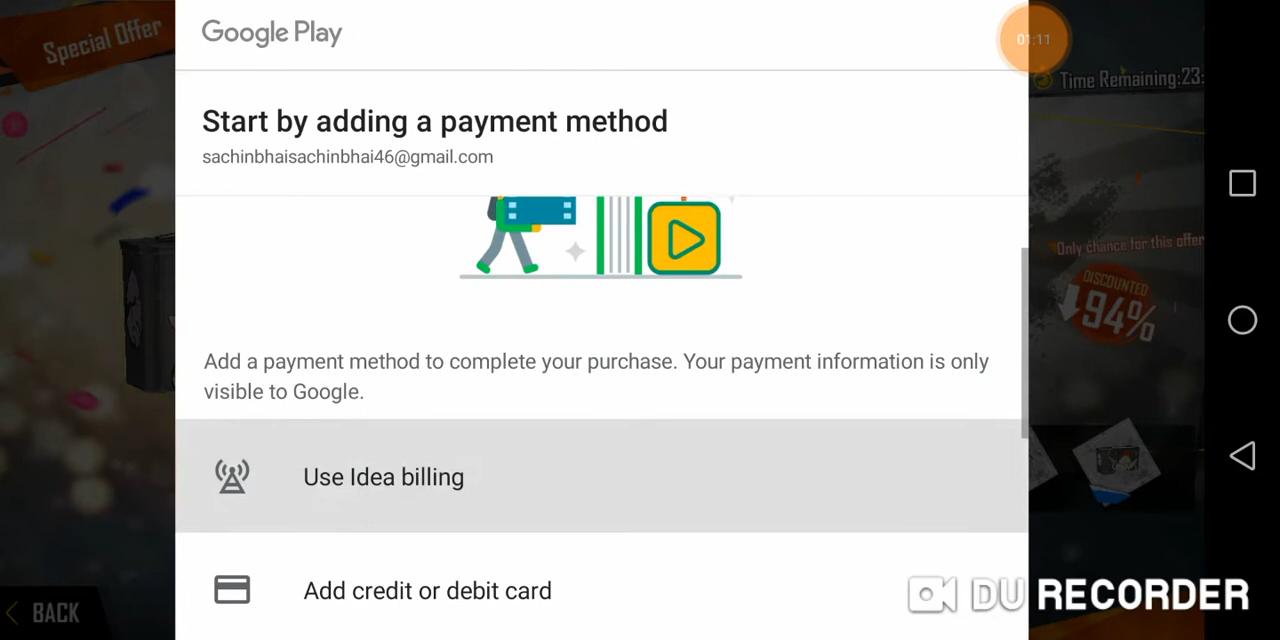 Special Offer
Google Play
01:11
Time Remaining:23:
Start by adding a payment method
sachinbhaisachinbhai46@gmail.com
Only chance for this offer
DISCOUNTED
94%
Add a payment method to complete your purchase. Your payment information is only
visible to Google.
Use Idea billing
Add credit or debit card
BACK
DU RECORDER